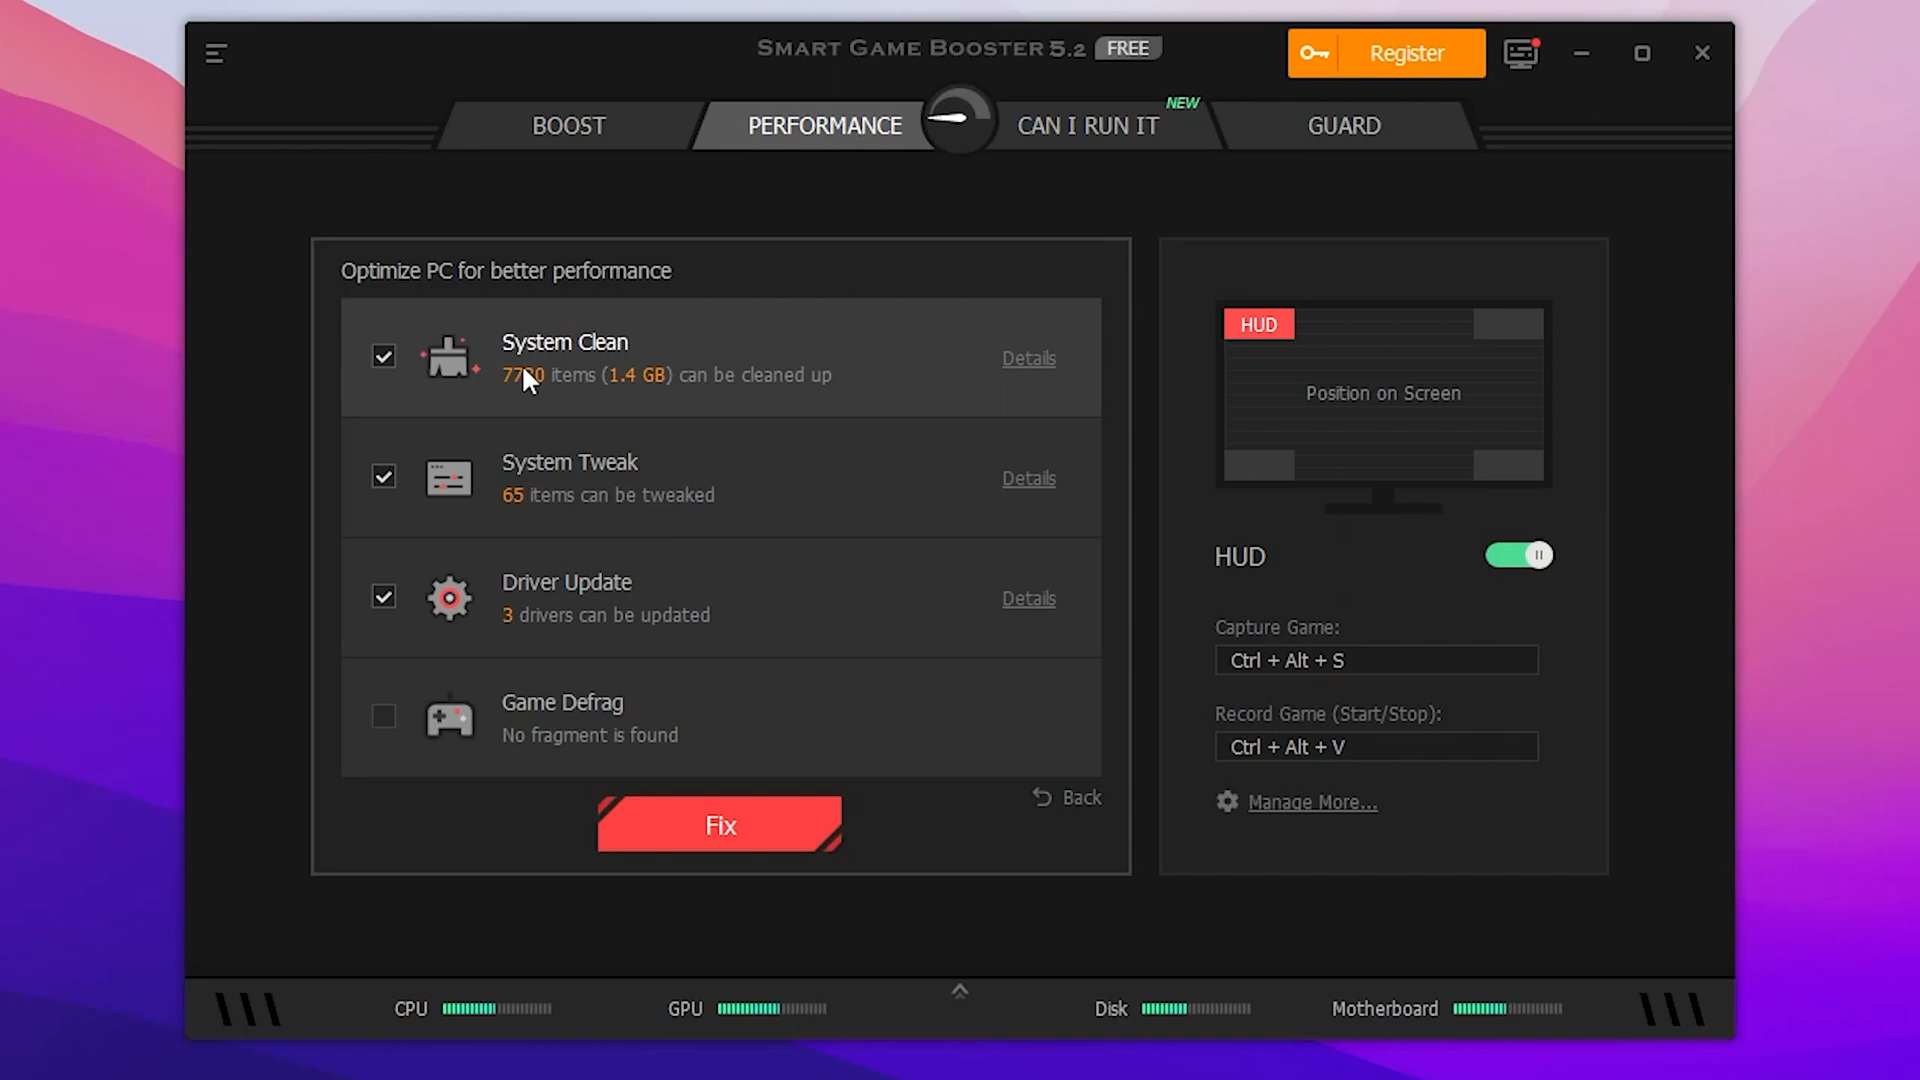 SMART GAME BOOSTER 5.2 FREE
Register
BOOST
PERFORMANCE
CAN I RUN IT
NEW
GUARD
Optimize PC for better performance
System Clean
items (1.4 GB) can be cleaned up
Details
System Tweak
65 items can be tweaked
Details
Driver Update
3 drivers can be updated
Details
Game Defrag
No fragment is found
Back
Fix
HUD
Position on Screen
HUD
Capture Game:
Ctrl + Alt + S
Record Game (Start/Stop):
Ctrl + Alt + V
Manage More...
CPU
GPU
Disk
Motherboard